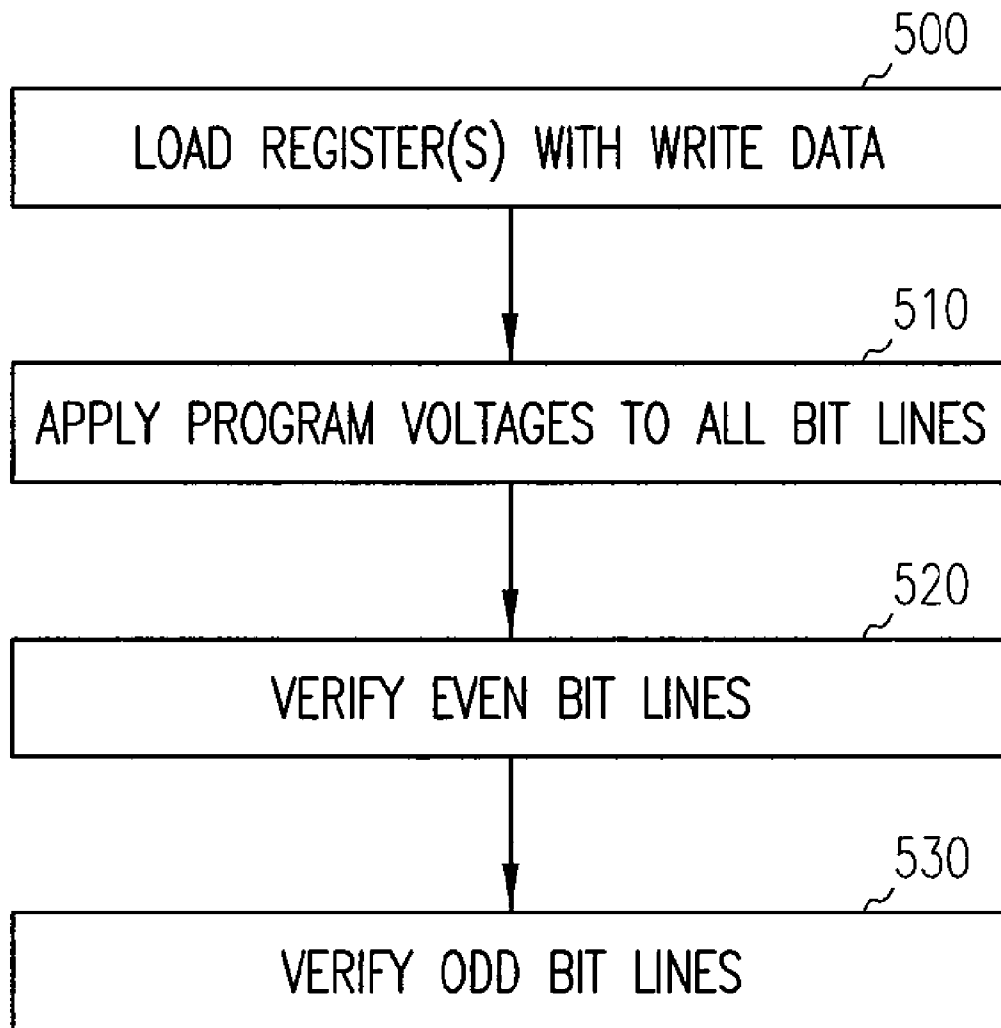 500
LOAD REGISTER(S) WITH WRITE DATA
510
APPLY PROGRAM VOLTAGES TO ALL BIT LINES
520
VERIFY EVEN BIT LINES
530
VERIFY ODD BIT LINES